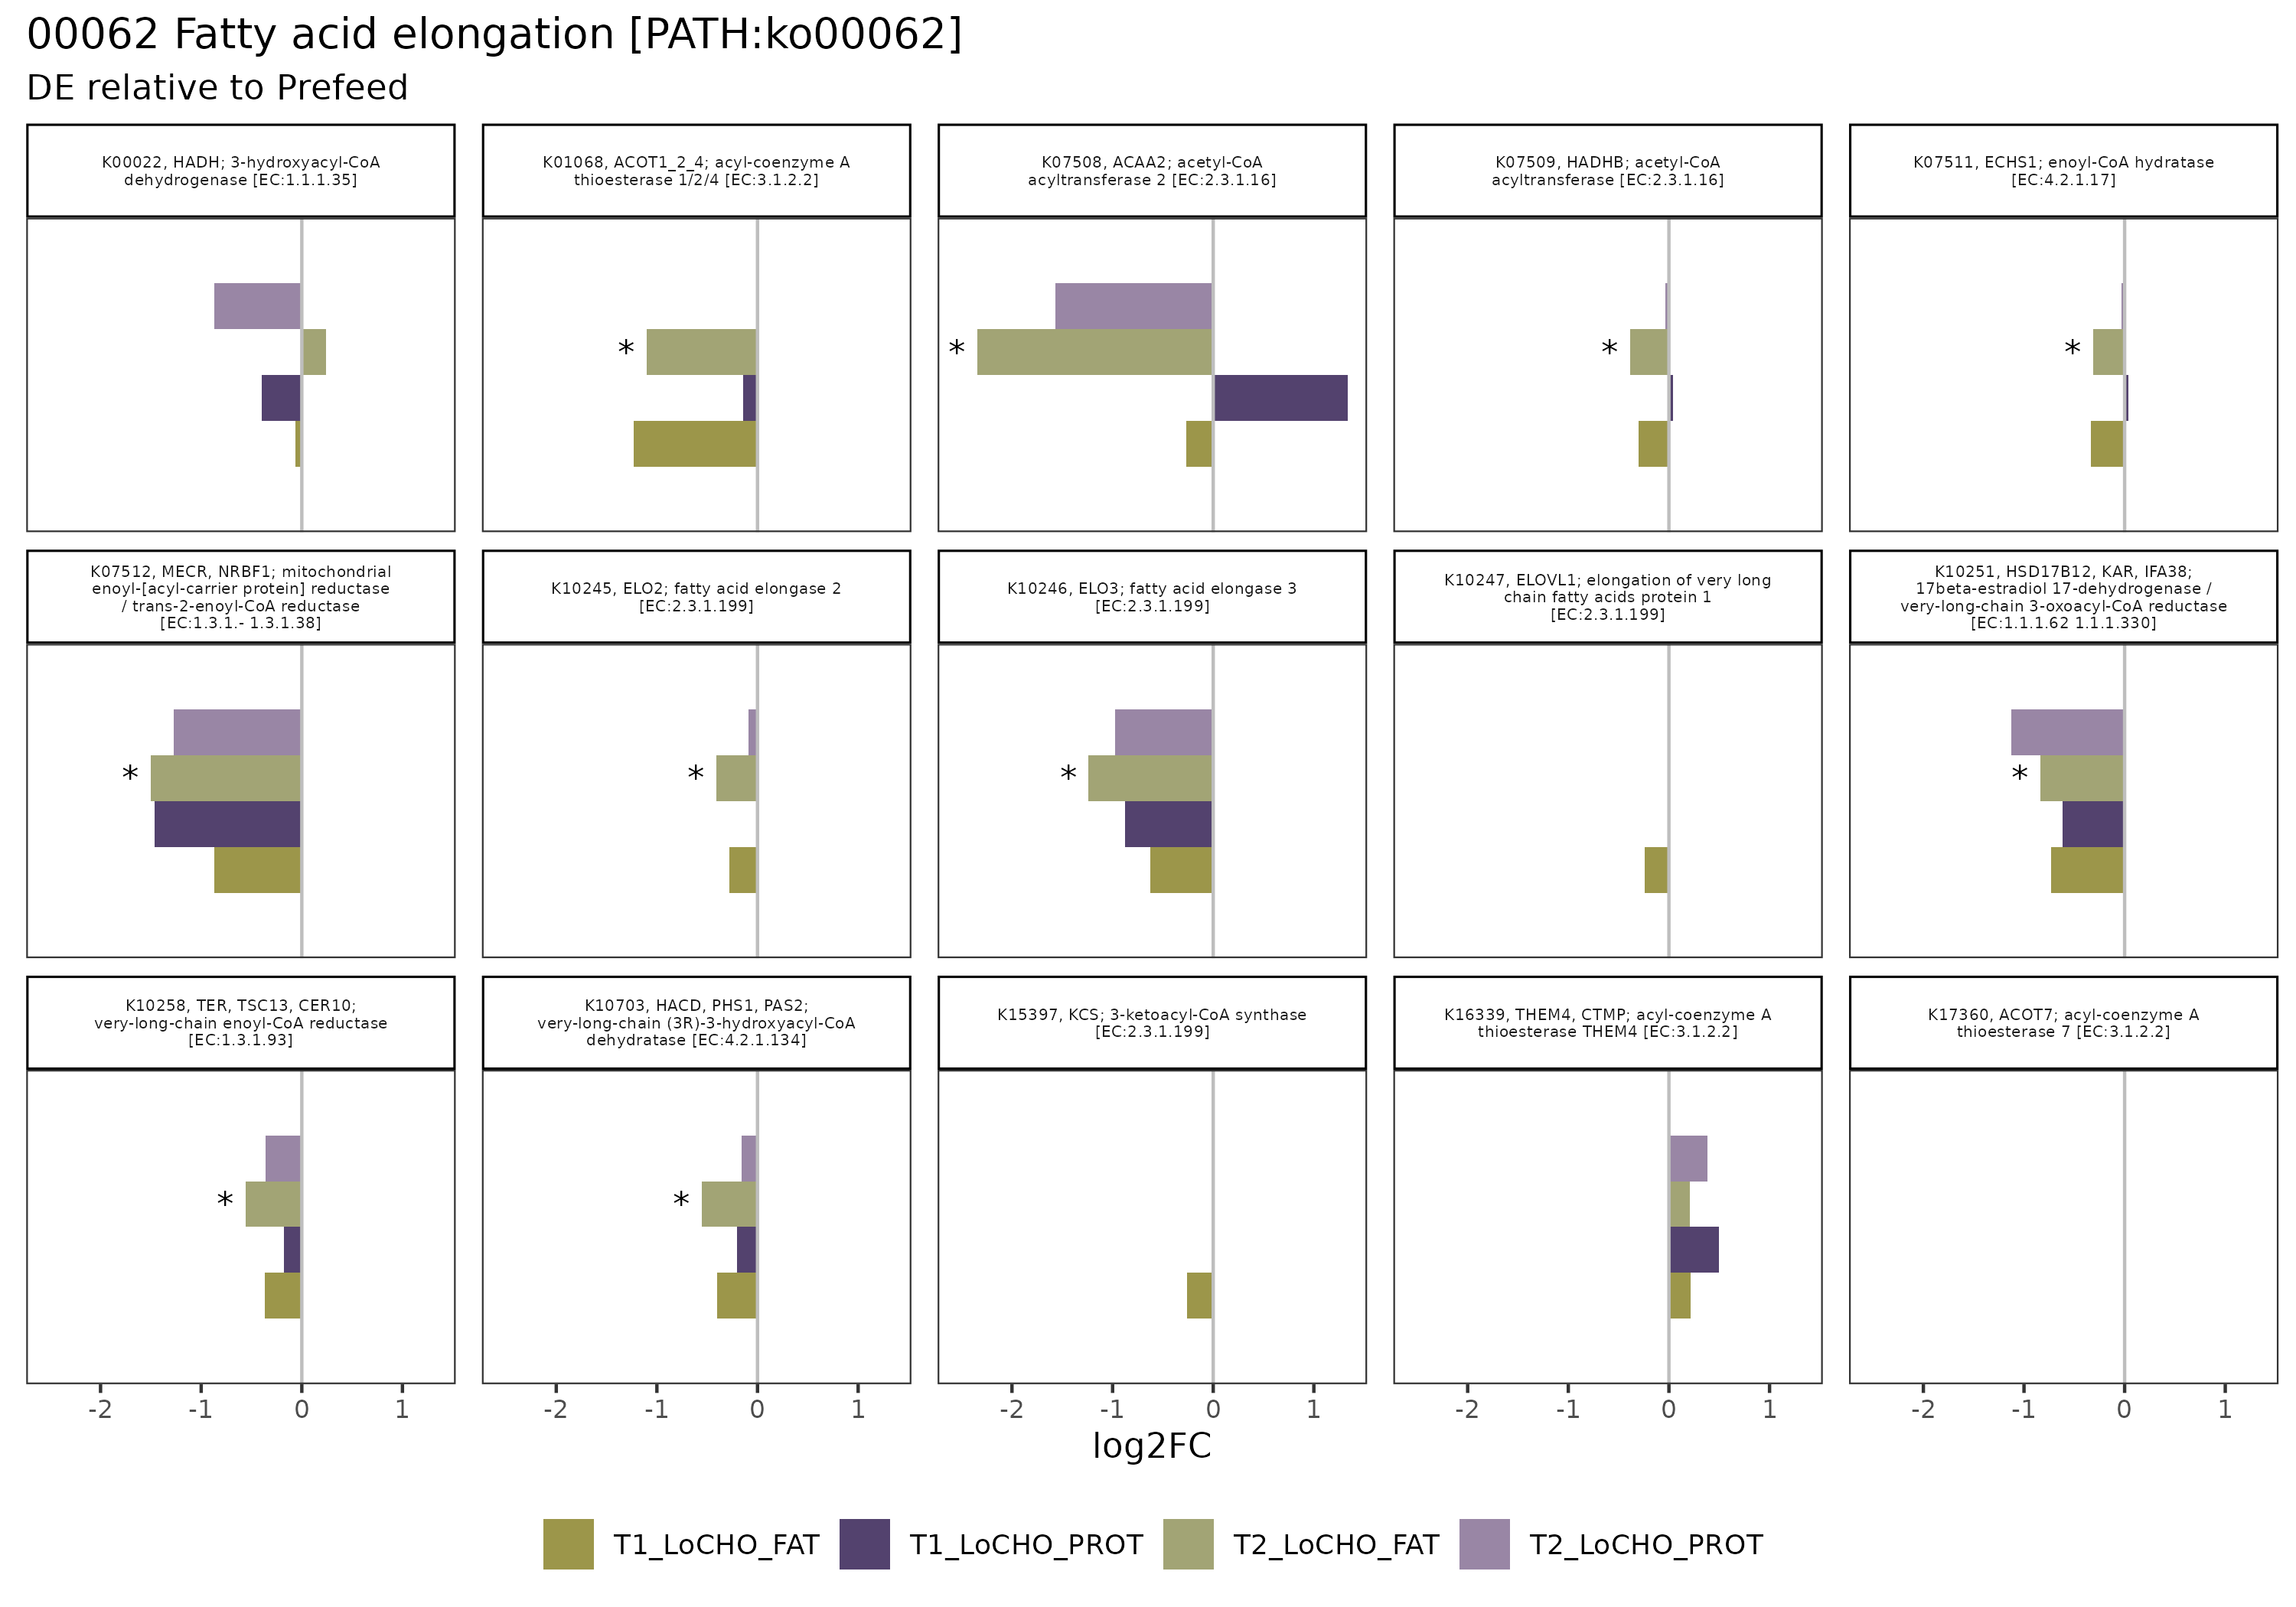 00062 Fatty acid elongation [PATH:ko00062]
DE relative to Prefeed
K00022, HADH; 3-hydroxyacyl-CoA
dehydrogenase [EC:1.1.1.35]
K01068, ACOT1_2_4; acyl-coenzyme A
thioesterase 1/2/4 [EC:3.1.2.2]
K07508, ACAA2; acetyl-CoA
acyltransferase 2 [EC:2.3.1.16]
K07509, HADHB; acetyl-CoA
acyltransferase [EC:2.3.1.16]
K07511, ECHS1; enoyl-CoA hydratase
[EC:4.2.1.17]
*
*
*
*
K07512, MECR, NRBF1; mitochondrial
enoyl-[acyl-carrier protein] reductase
/ trans-2-enoyl-CoA reductase
[EC:1.3.1.- 1.3.1.38]
K10245, ELO2; fatty acid elongase 2
[EC:2.3.1.199]
K10246, ELO3; fatty acid elongase 3
[EC:2.3.1.199]
K10247, ELOVL1; elongation of very long
chain fatty acids protein 1
[EC:2.3.1.199]
K10251, HSD17B12, KAR, IFA38;
17beta-estradiol 17-dehydrogenase /
very-long-chain 3-oxoacyl-CoA reductase
[EC:1.1.1.62 1.1.1.330]
*
*
*
*
K10258, TER, TSC13, CER10;
very-long-chain enoyl-CoA reductase
[EC:1.3.1.93]
K10703, HACD, PHS1, PAS2;
very-long-chain (3R)-3-hydroxyacyl-CoA
dehydratase [EC:4.2.1.134]
K15397, KCS; 3-ketoacyl-CoA synthase
[EC:2.3.1.199]
K16339, THEM4, CTMP; acyl-coenzyme A
thioesterase THEM4 [EC:3.1.2.2]
K17360, ACOT7; acyl-coenzyme A
thioesterase 7 [EC:3.1.2.2]
*
*
-2 -1 0 1
-2 -1 0 1
-2 -1 0 1
-2 -1 0 1
-2 -1 0 1
log2FC
T1_LoCHO_FAT T1_LoCHO_PROT T2_LoCHO_FAT T2_LoCHO_PROT